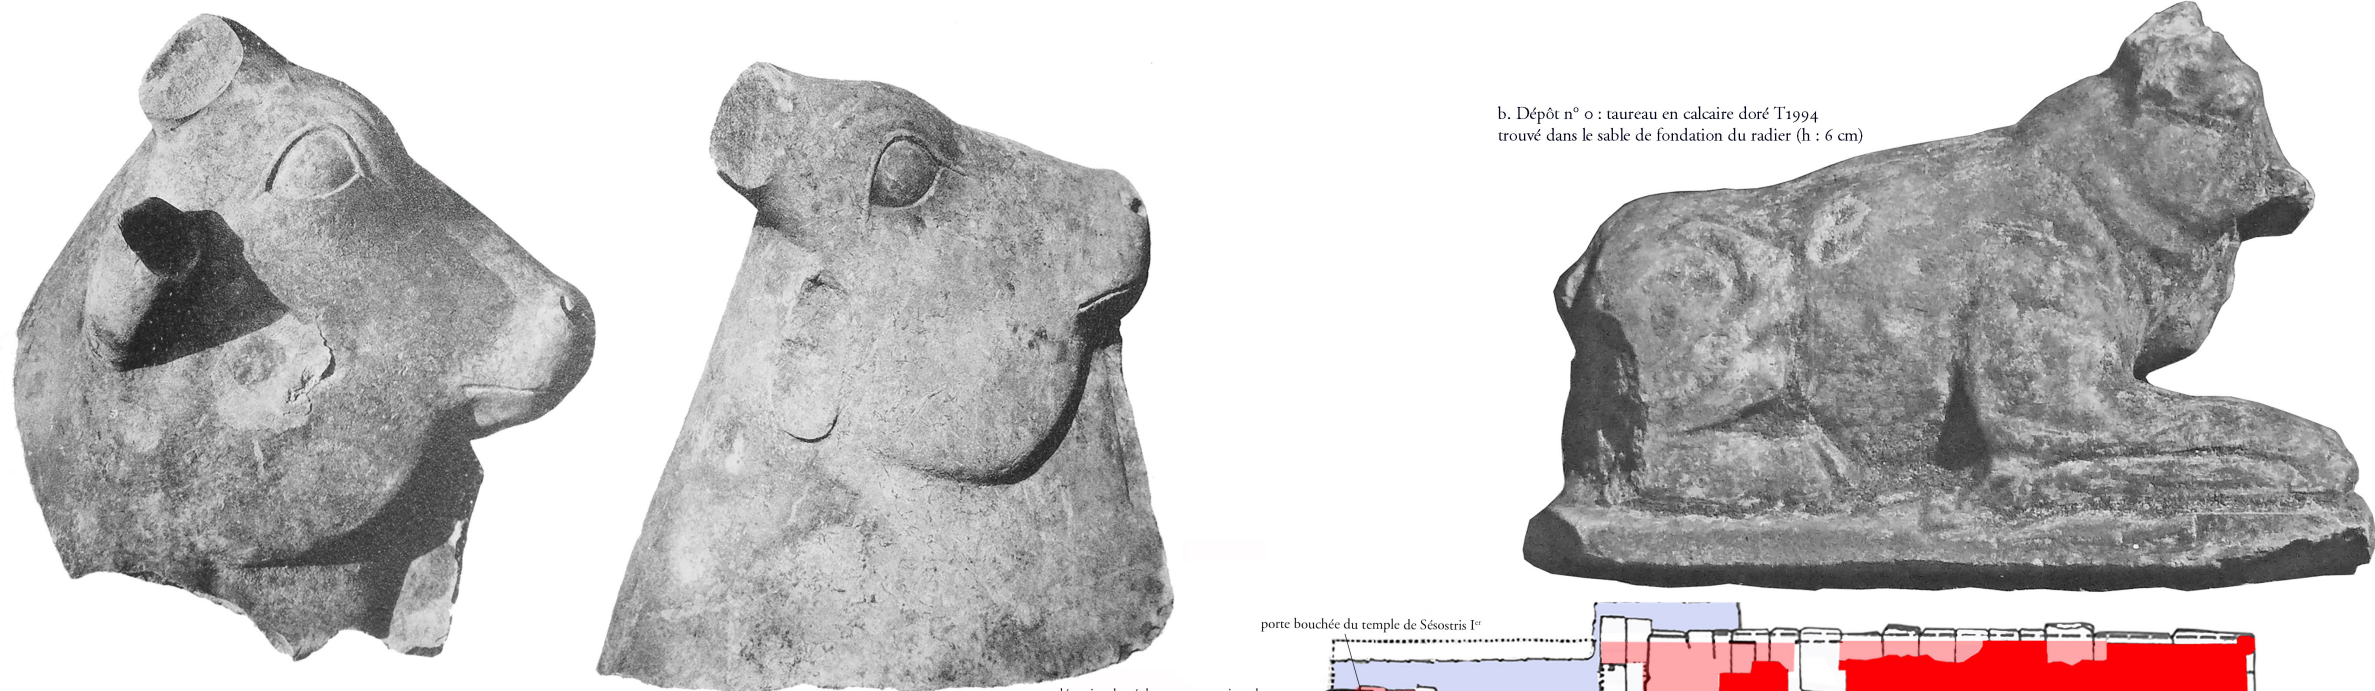 b. Dépôt n° 0 : taureau en calcaire doré T1994
trouvé dans le sable de fondation du radier (h : 6 cm)
porte bouchée du temple de Sésostris Iᵉʳ